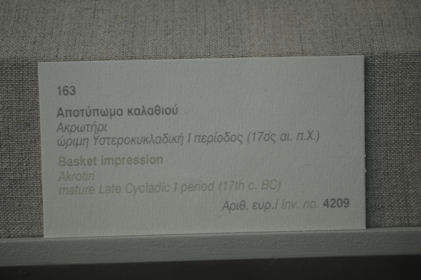 163
Αποτύπωμα καλαθιού
Ακρωτήρι
ώριμη Υστεροκυκλαδική Ι περίοδος (17ος αι. π.Χ.)
Basket impression
Akrotiri
mature Late Cycladic I period (17th c. BC)
Αριθ. ευρ./ Inv. no. 4209